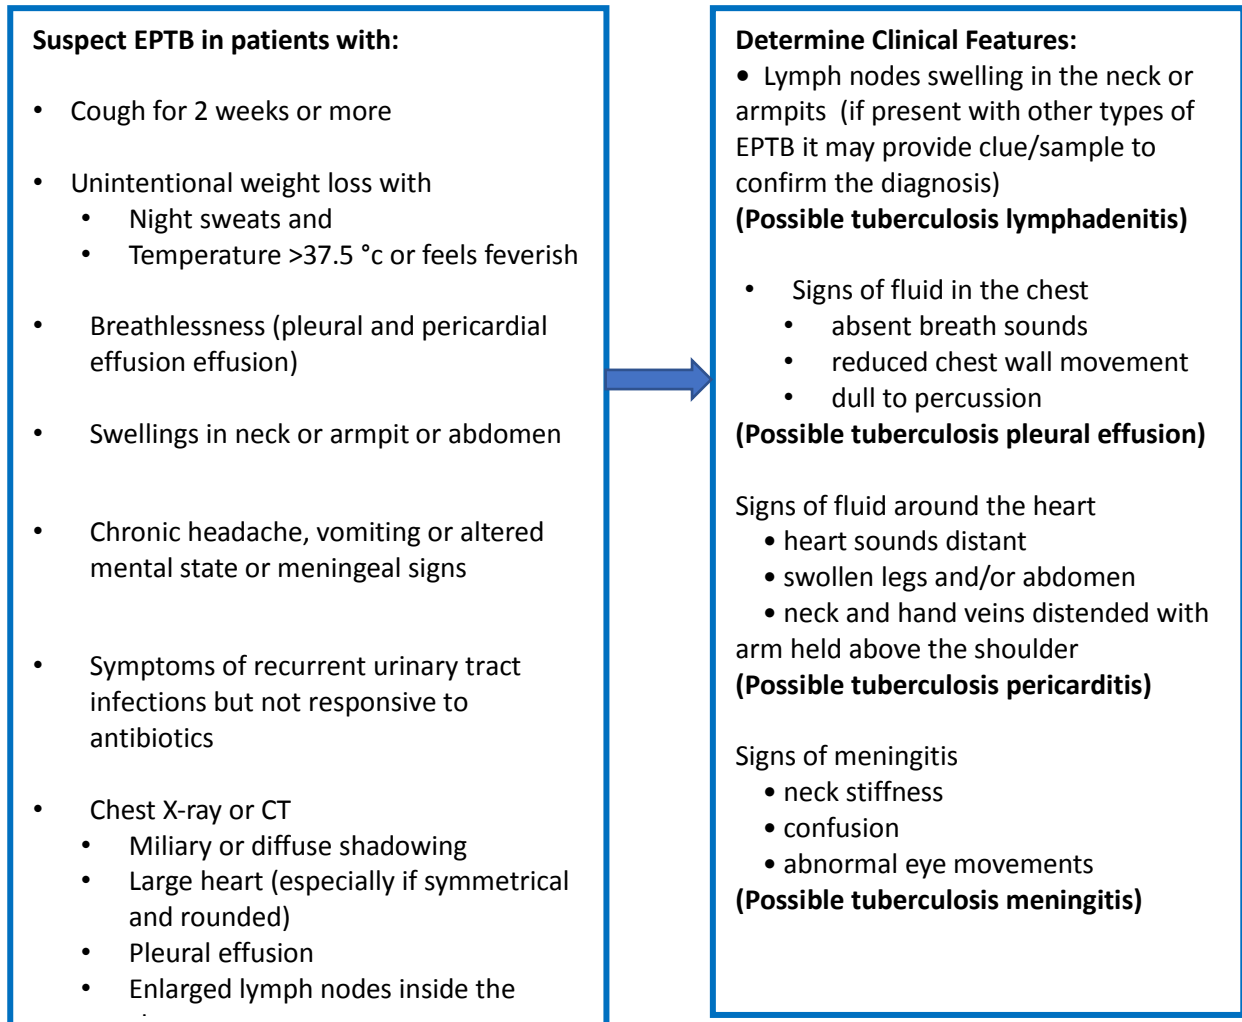 Suspect EPTB in patients with:
• Cough for 2 weeks or more
• Unintentional weight loss with
• Night sweats and
• Temperature >37.5 °c or feels feverish
• Breathlessness (pleural and pericardial
effusion effusion)
• Swellings in neck or armpit or abdomen
• Chronic headache, vomiting or altered
mental state or meningeal signs
• Symptoms of recurrent urinary tract
infections but not responsive to
antibiotics
• Chest X-ray or CT
• Miliary or diffuse shadowing
• Large heart (especially if symmetrical
and rounded)
• Pleural effusion
• Enlarged lymph nodes inside the
Determine Clinical Features:
• Lymph nodes swelling in the neck or
armpits (if present with other types of
EPTB it may provide clue/sample to
confirm the diagnosis)
(Possible tuberculosis lymphadenitis)
• Signs of fluid in the chest
• absent breath sounds
• reduced chest wall movement
• dull to percussion
(Possible tuberculosis pleural effusion)
Signs of fluid around the heart
• heart sounds distant
• swollen legs and/or abdomen
• neck and hand veins distended with
arm held above the shoulder
(Possible tuberculosis pericarditis)
Signs of meningitis
• neck stiffness
• confusion
• abnormal eye movements
(Possible tuberculosis meningitis)